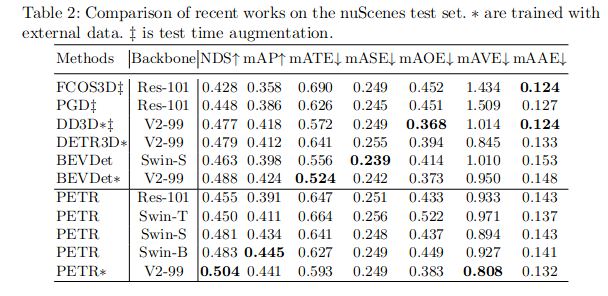 Table 2: Comparison of recent works on the nuScenes test set. ∗ are trained with
external data. ‡ is test time augmentation.
Methods Backbone NDS↑ mAP↑ mATE↓ mASE↓ mAOE↓ mAVE↓ mAAE↓
FCOS3D‡ Res-101 0.428 0.358 0.690 0.249 0.452 1.434 0.124
PGD‡ Res-101 0.448 0.386 0.626 0.245 0.451 1.509 0.127
DD3D∗‡ V2-99 0.477 0.418 0.572 0.249 0.368 1.014 0.124
DETR3D∗ V2-99 0.479 0.412 0.641 0.255 0.394 0.845 0.133
BEVDet Swin-S 0.463 0.398 0.556 0.239 0.414 1.010 0.153
BEVDet∗ V2-99 0.488 0.424 0.524 0.242 0.373 0.950 0.148
PETR Res-101 0.455 0.391 0.647 0.251 0.433 0.933 0.143
PETR Swin-T 0.450 0.411 0.664 0.256 0.522 0.971 0.137
PETR Swin-S 0.481 0.434 0.641 0.248 0.437 0.894 0.143
PETR Swin-B 0.483 0.445 0.627 0.249 0.449 0.927 0.141
PETR∗ V2-99 0.504 0.441 0.593 0.249 0.383 0.808 0.132